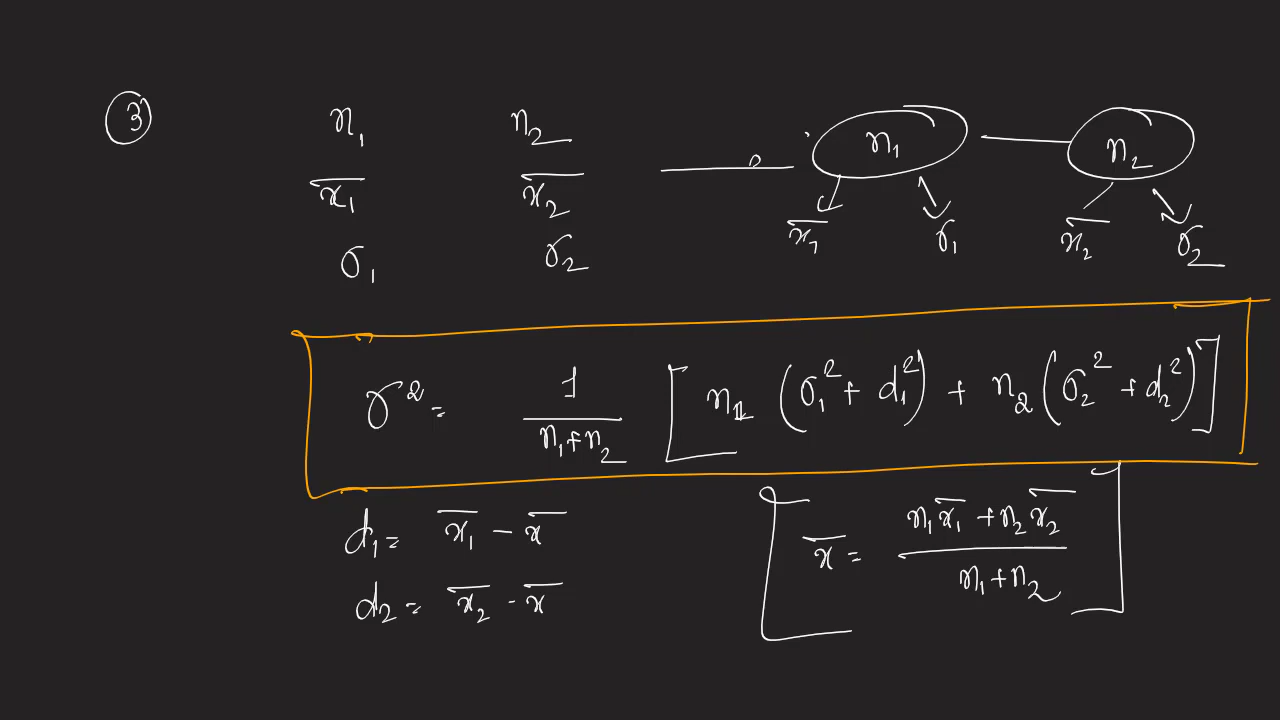 ③ n₁ n₂ n₁ n₂
x̄₁ x̄₂ x̄₁ σ₁ x̄₂ σ₂
σ₁ σ₂
σ² = 1/(n₁+n₂) [ n₁ (σ₁² + d₁²) + n₂ (σ₂² + d₂²) ]
d₁ = x̄₁ − x̄
x̄ = (n₁x̄₁ + n₂x̄₂)/(n₁+n₂)
d₂ = x̄₂ - x̄